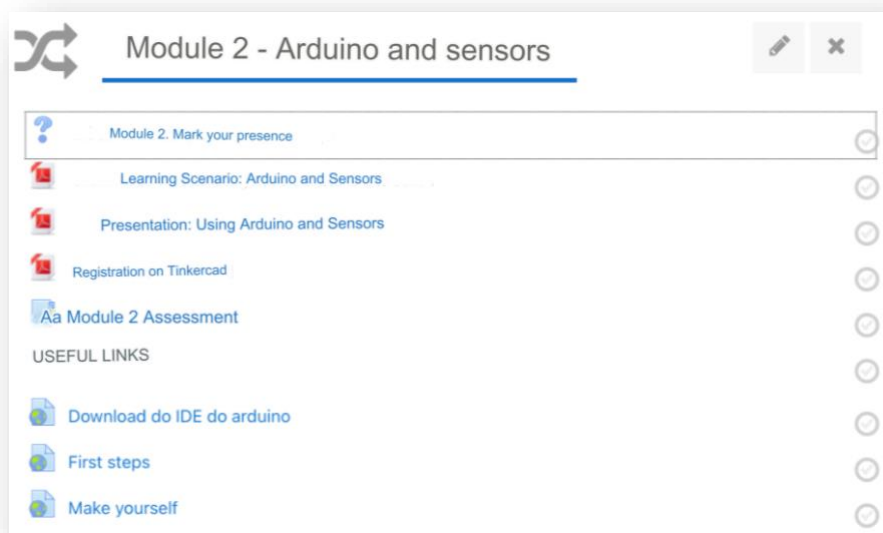 Module 2 - Arduino and sensors
Module 2. Mark your presence
Learning Scenario: Arduino and Sensors
Presentation: Using Arduino and Sensors
Registration on Tinkercad
Aa Module 2 Assessment
USEFUL LINKS
Download do IDE do arduino
First steps
Make yourself